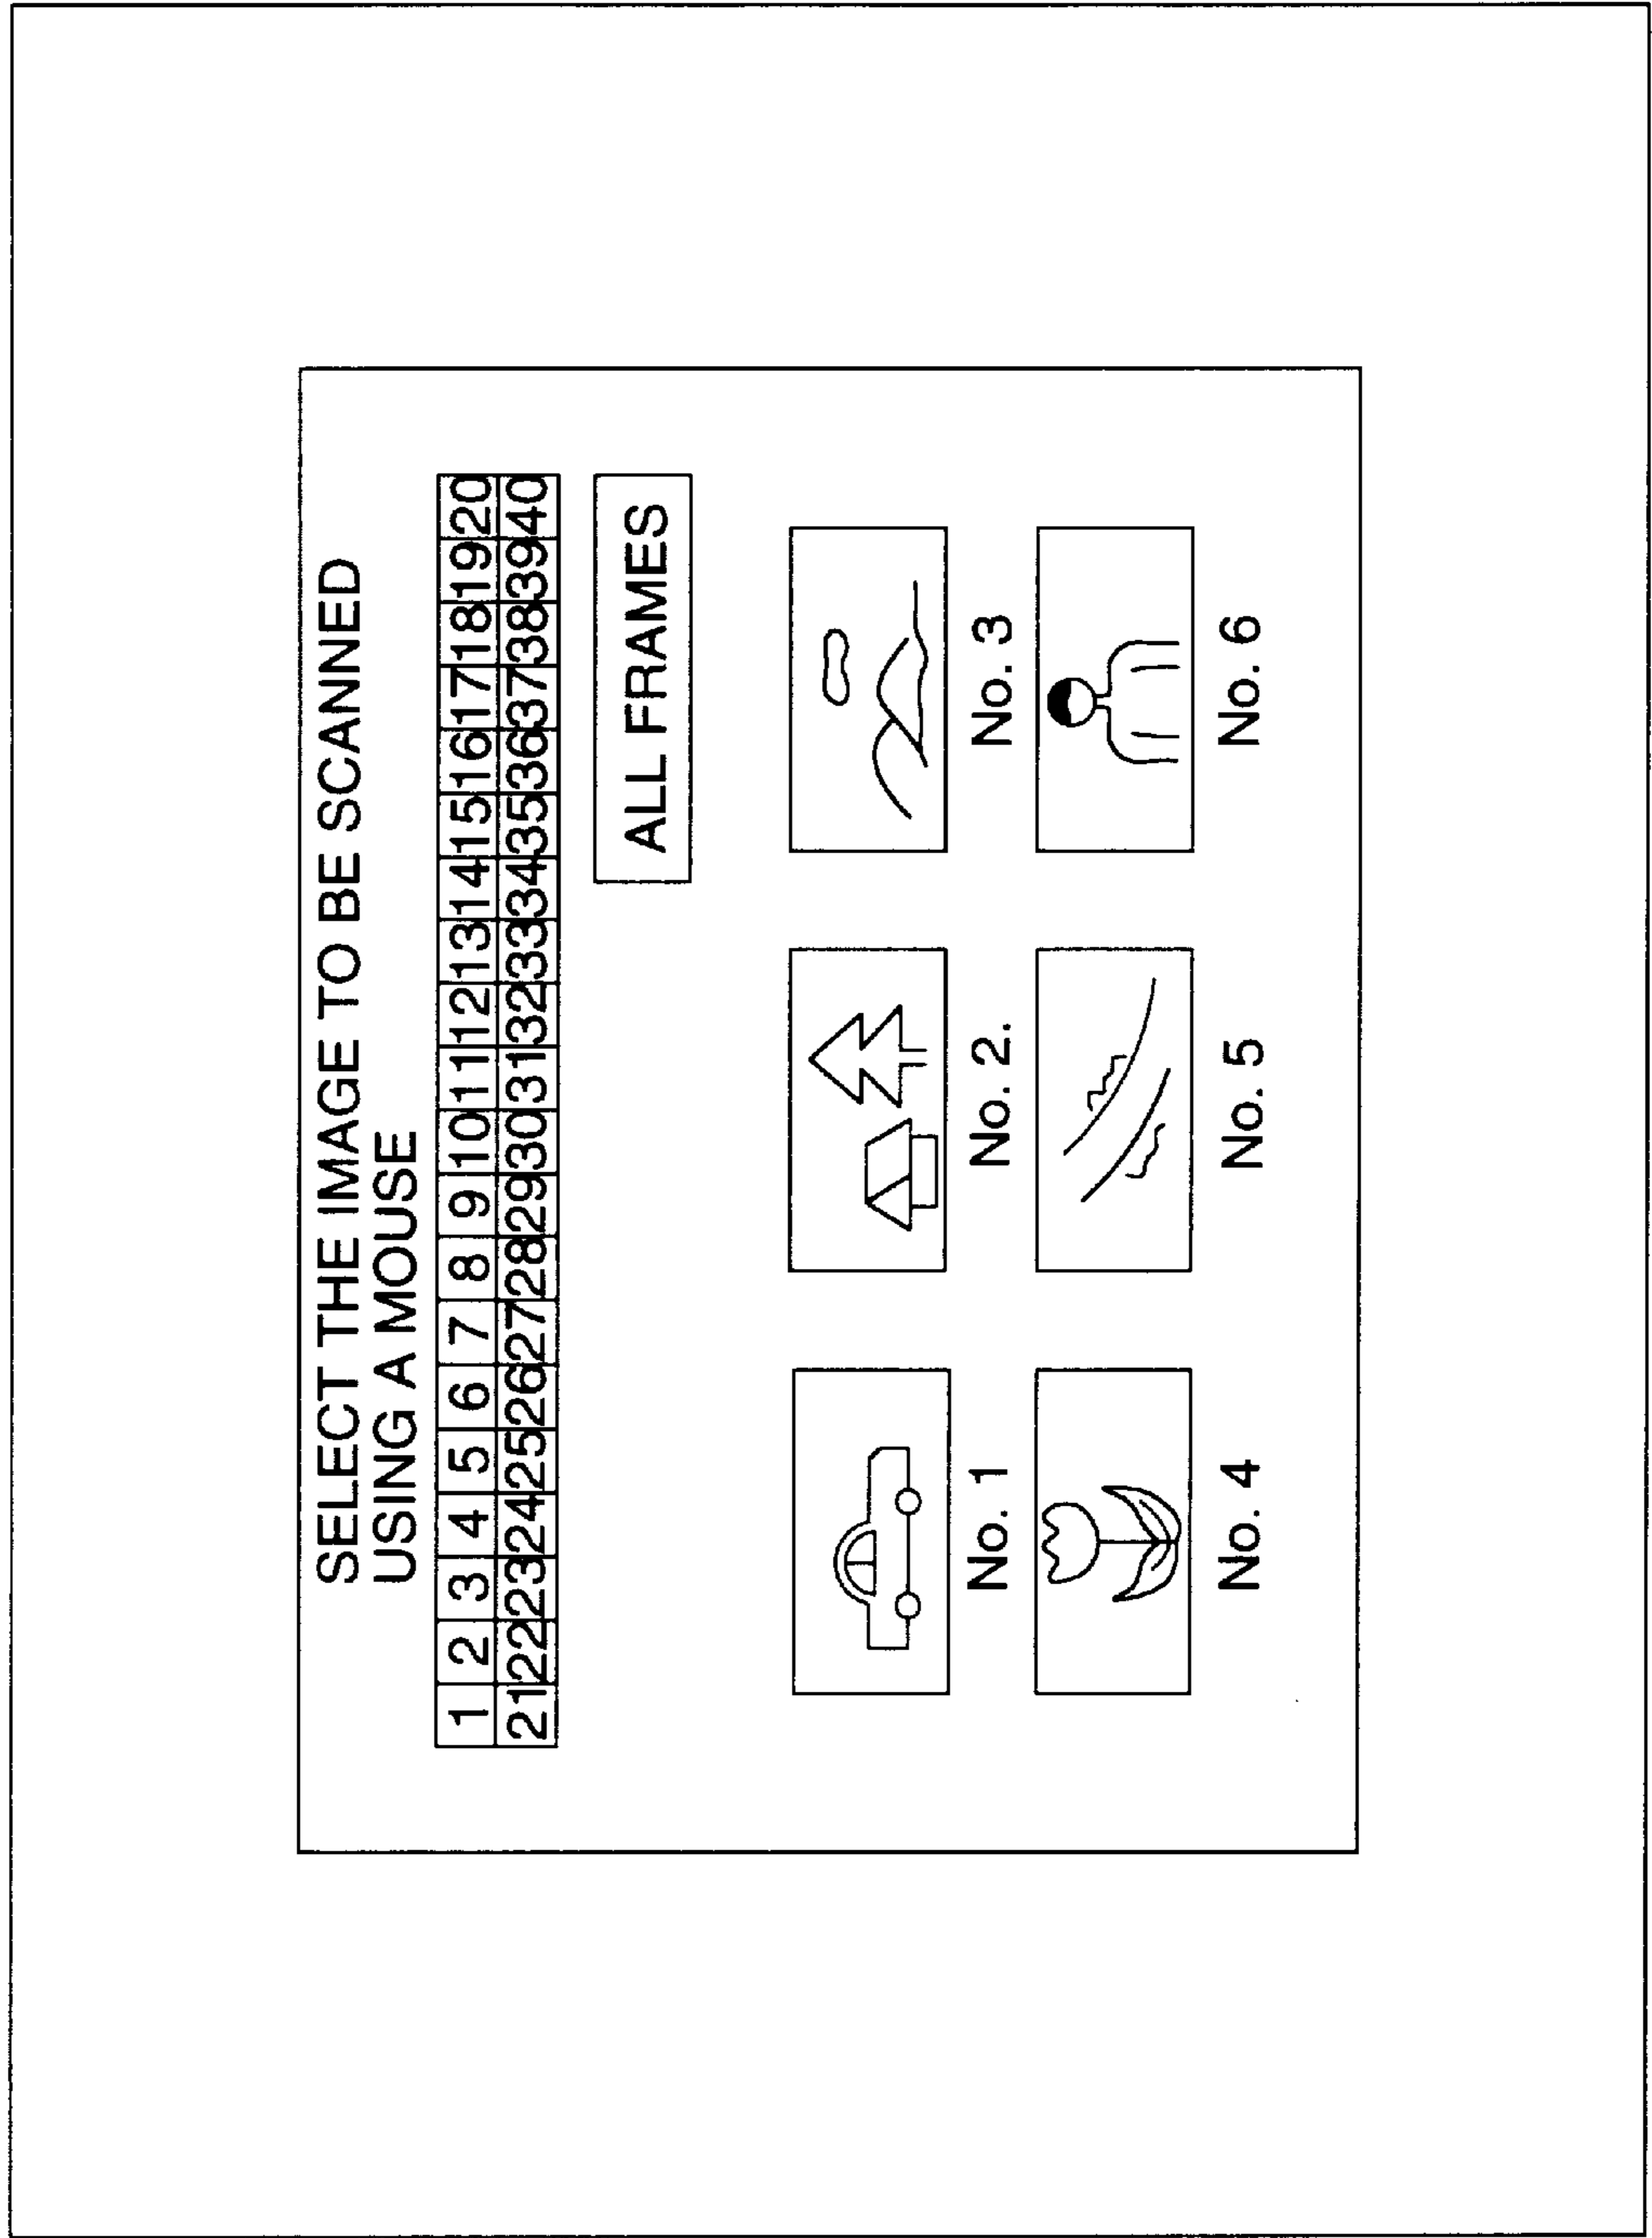 SELECT THE IMAGE TO BE SCANNED
USING A MOUSE
1 2 3 4 5 6 7 8 9 10 11 12 13 14 15 16 17 18 19 20
21 22 23 24 25 26 27 28 29 30 31 32 33 34 35 36 37 38 39 40
ALL FRAMES
No. 1 No. 2. No. 3
No. 4 No. 5 No. 6